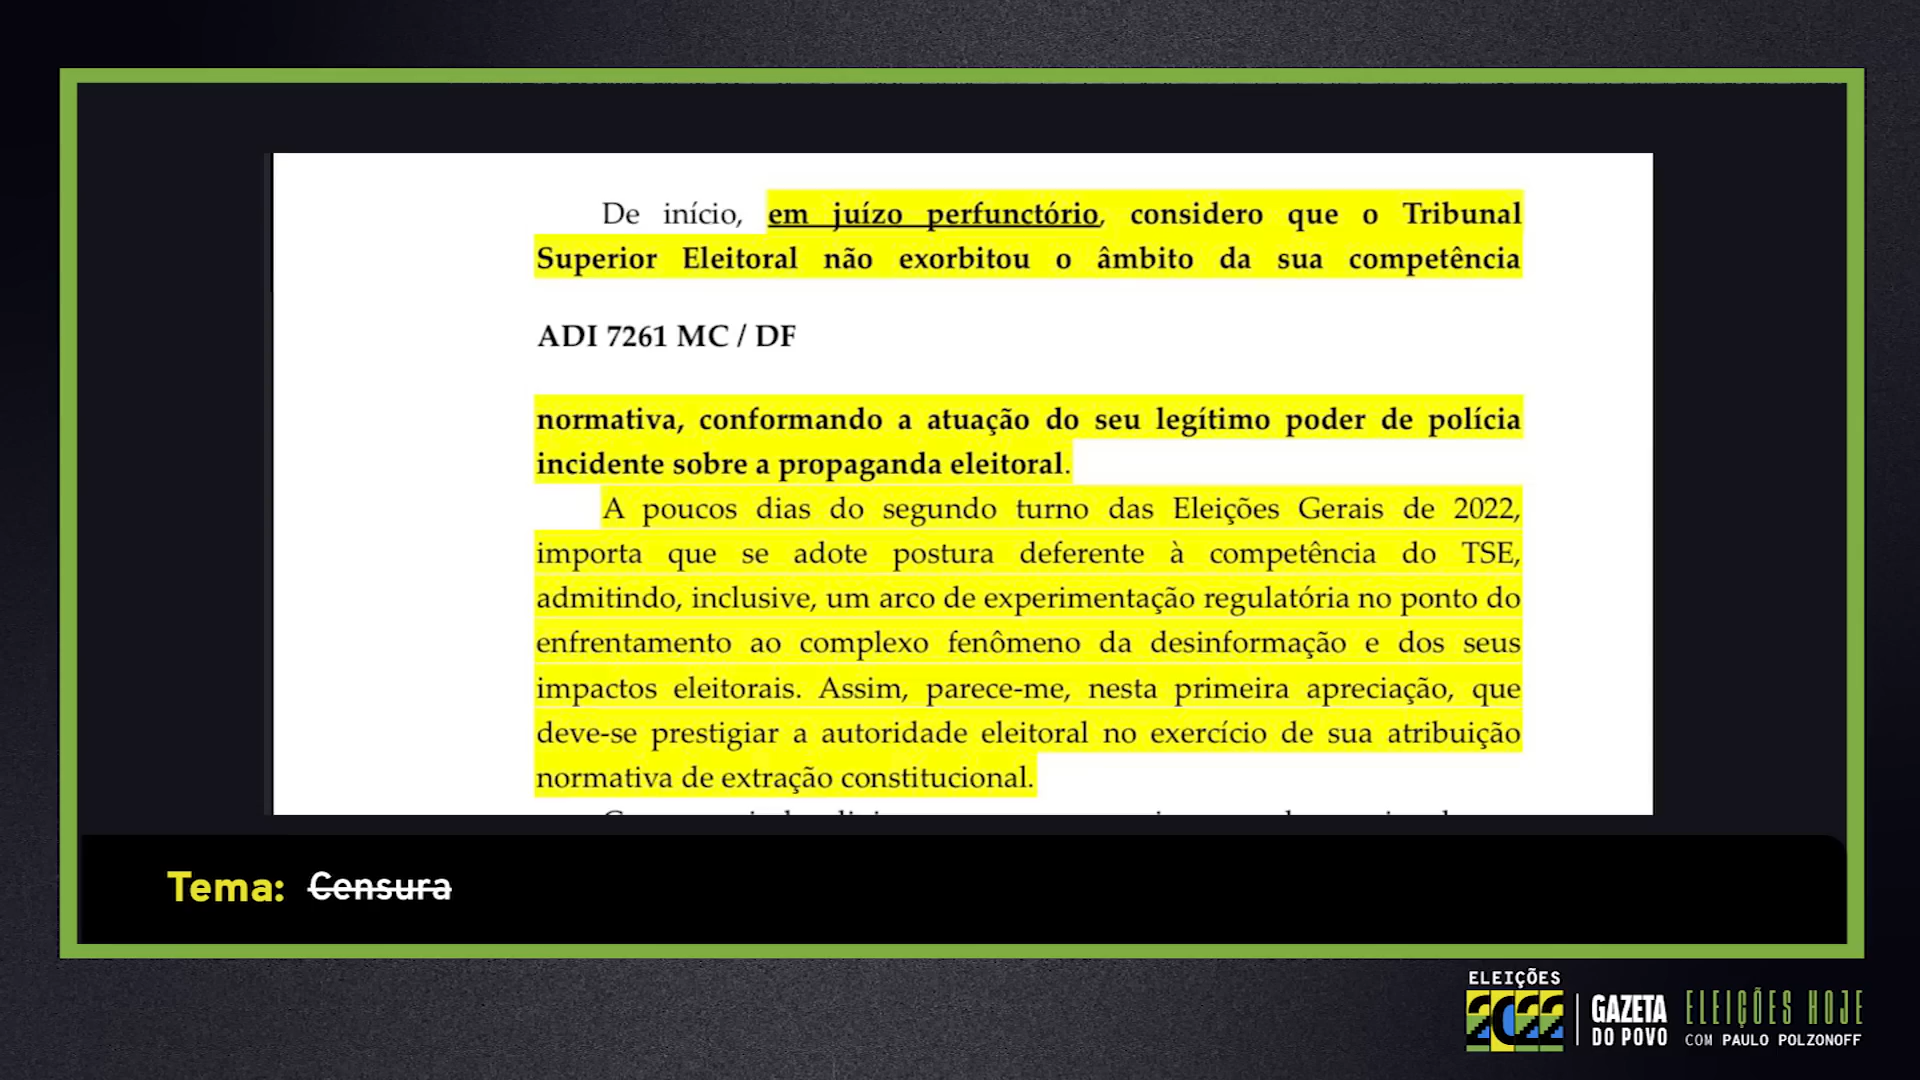 De início, em juízo perfunctório, considero que o Tribunal
Superior Eleitoral não exorbitou o âmbito da sua competência
ADI 7261 MC / DF
normativa, conformando a atuação do seu legítimo poder de polícia
incidente sobre a propaganda eleitoral.
A poucos dias do segundo turno das Eleições Gerais de 2022,
importa que se adote postura deferente à competência do TSE,
admitindo, inclusive, um arco de experimentação regulatória no ponto do
enfrentamento ao complexo fenômeno da desinformação e dos seus
impactos eleitorais. Assim, parece-me, nesta primeira apreciação, que
deve-se prestigiar a autoridade eleitoral no exercício de sua atribuição
normativa de extração constitucional.
Tema: Censura
ELEIÇÕES
2022
GAZETA
DO POVO
ELEIÇÕES HOJE
COM PAULO POLZONOFF